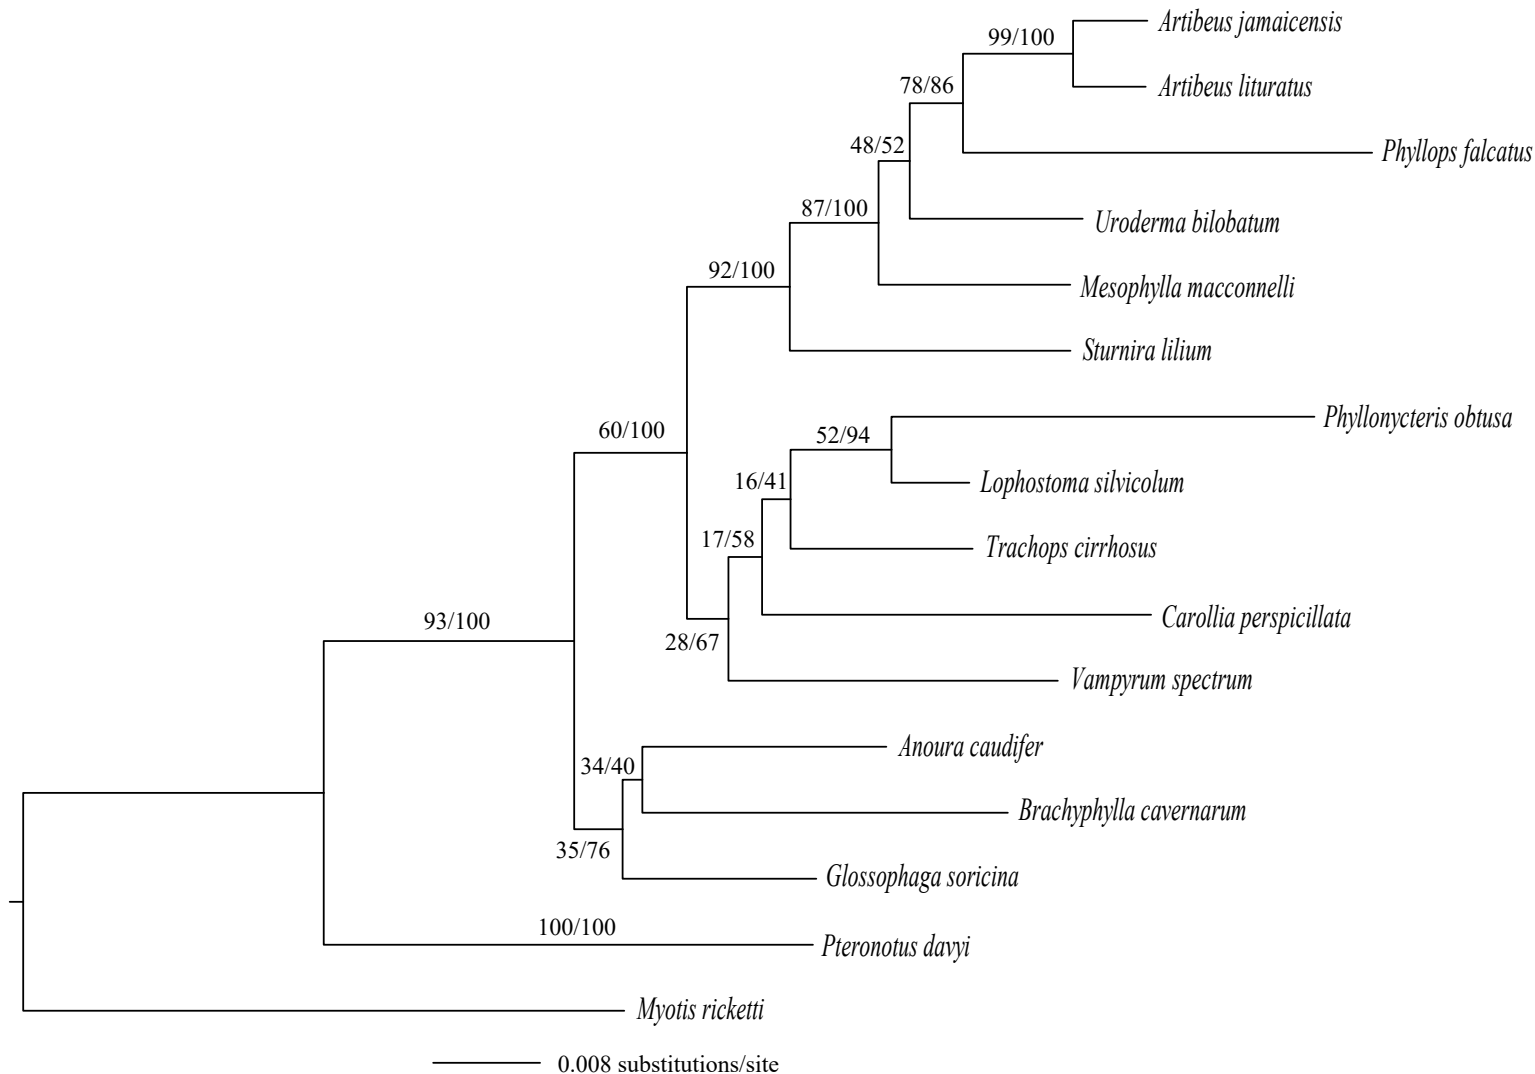 Artibeus jamaicensis
99/100
78/86
Artibeus lituratus
48/52
Phyllops falcatus
87/100
Uroderma bilobatum
92/100
Mesophylla macconnelli
Sturnira lilium
60/100
Phyllonycteris obtusa
52/94
16/41
Lophostoma silvicolum
17/58
Trachops cirrhosus
93/100
Carollia perspicillata
28/67
Vampyrum spectrum
34/40
Anoura caudifer
Brachyphylla cavernarum
35/76
Glossophaga soricina
100/100
Pteronotus davyi
Myotis ricketti
0.008 substitutions/site